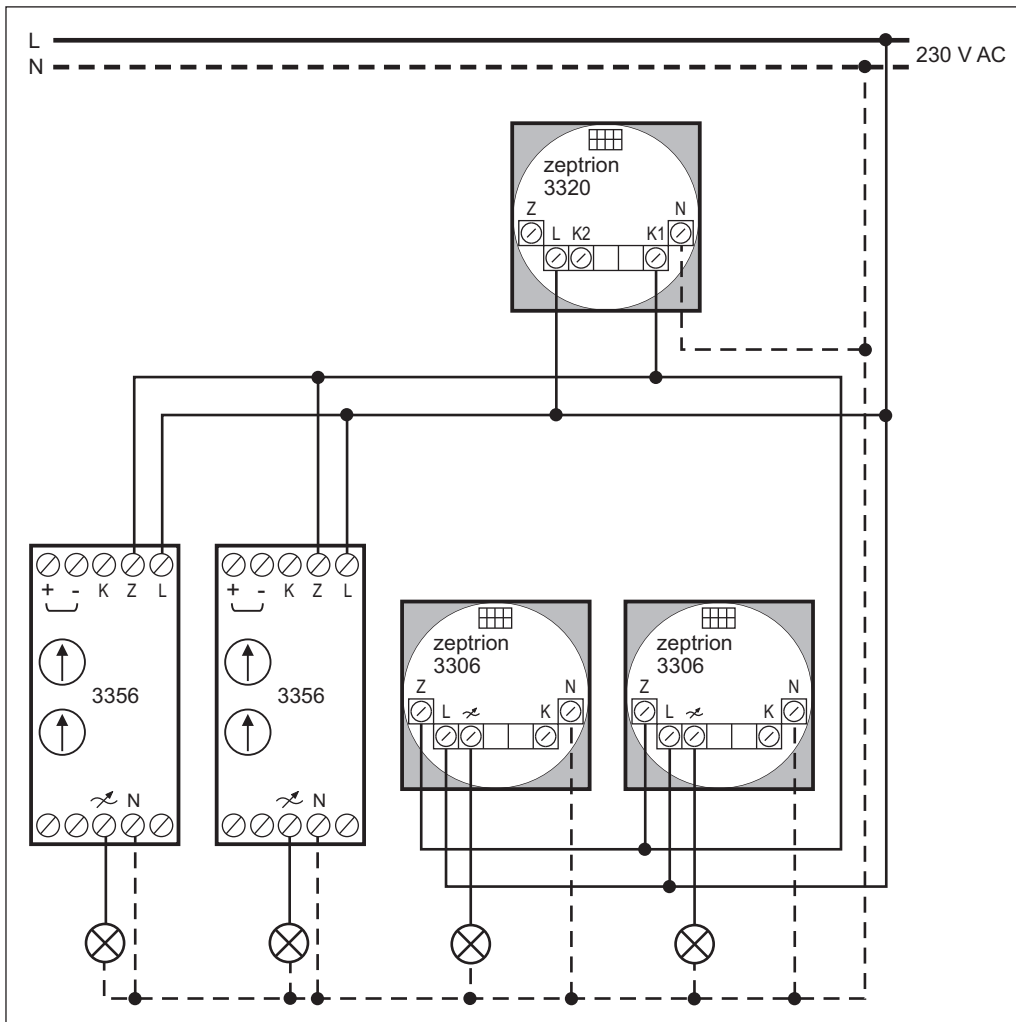 L
N
230 V AC
zeptrion
3320
Z N
L K2 K1
+ - K Z L
3356
N
+ - K Z L
3356
N
zeptrion
3306
Z N
L K
zeptrion
3306
Z N
L K